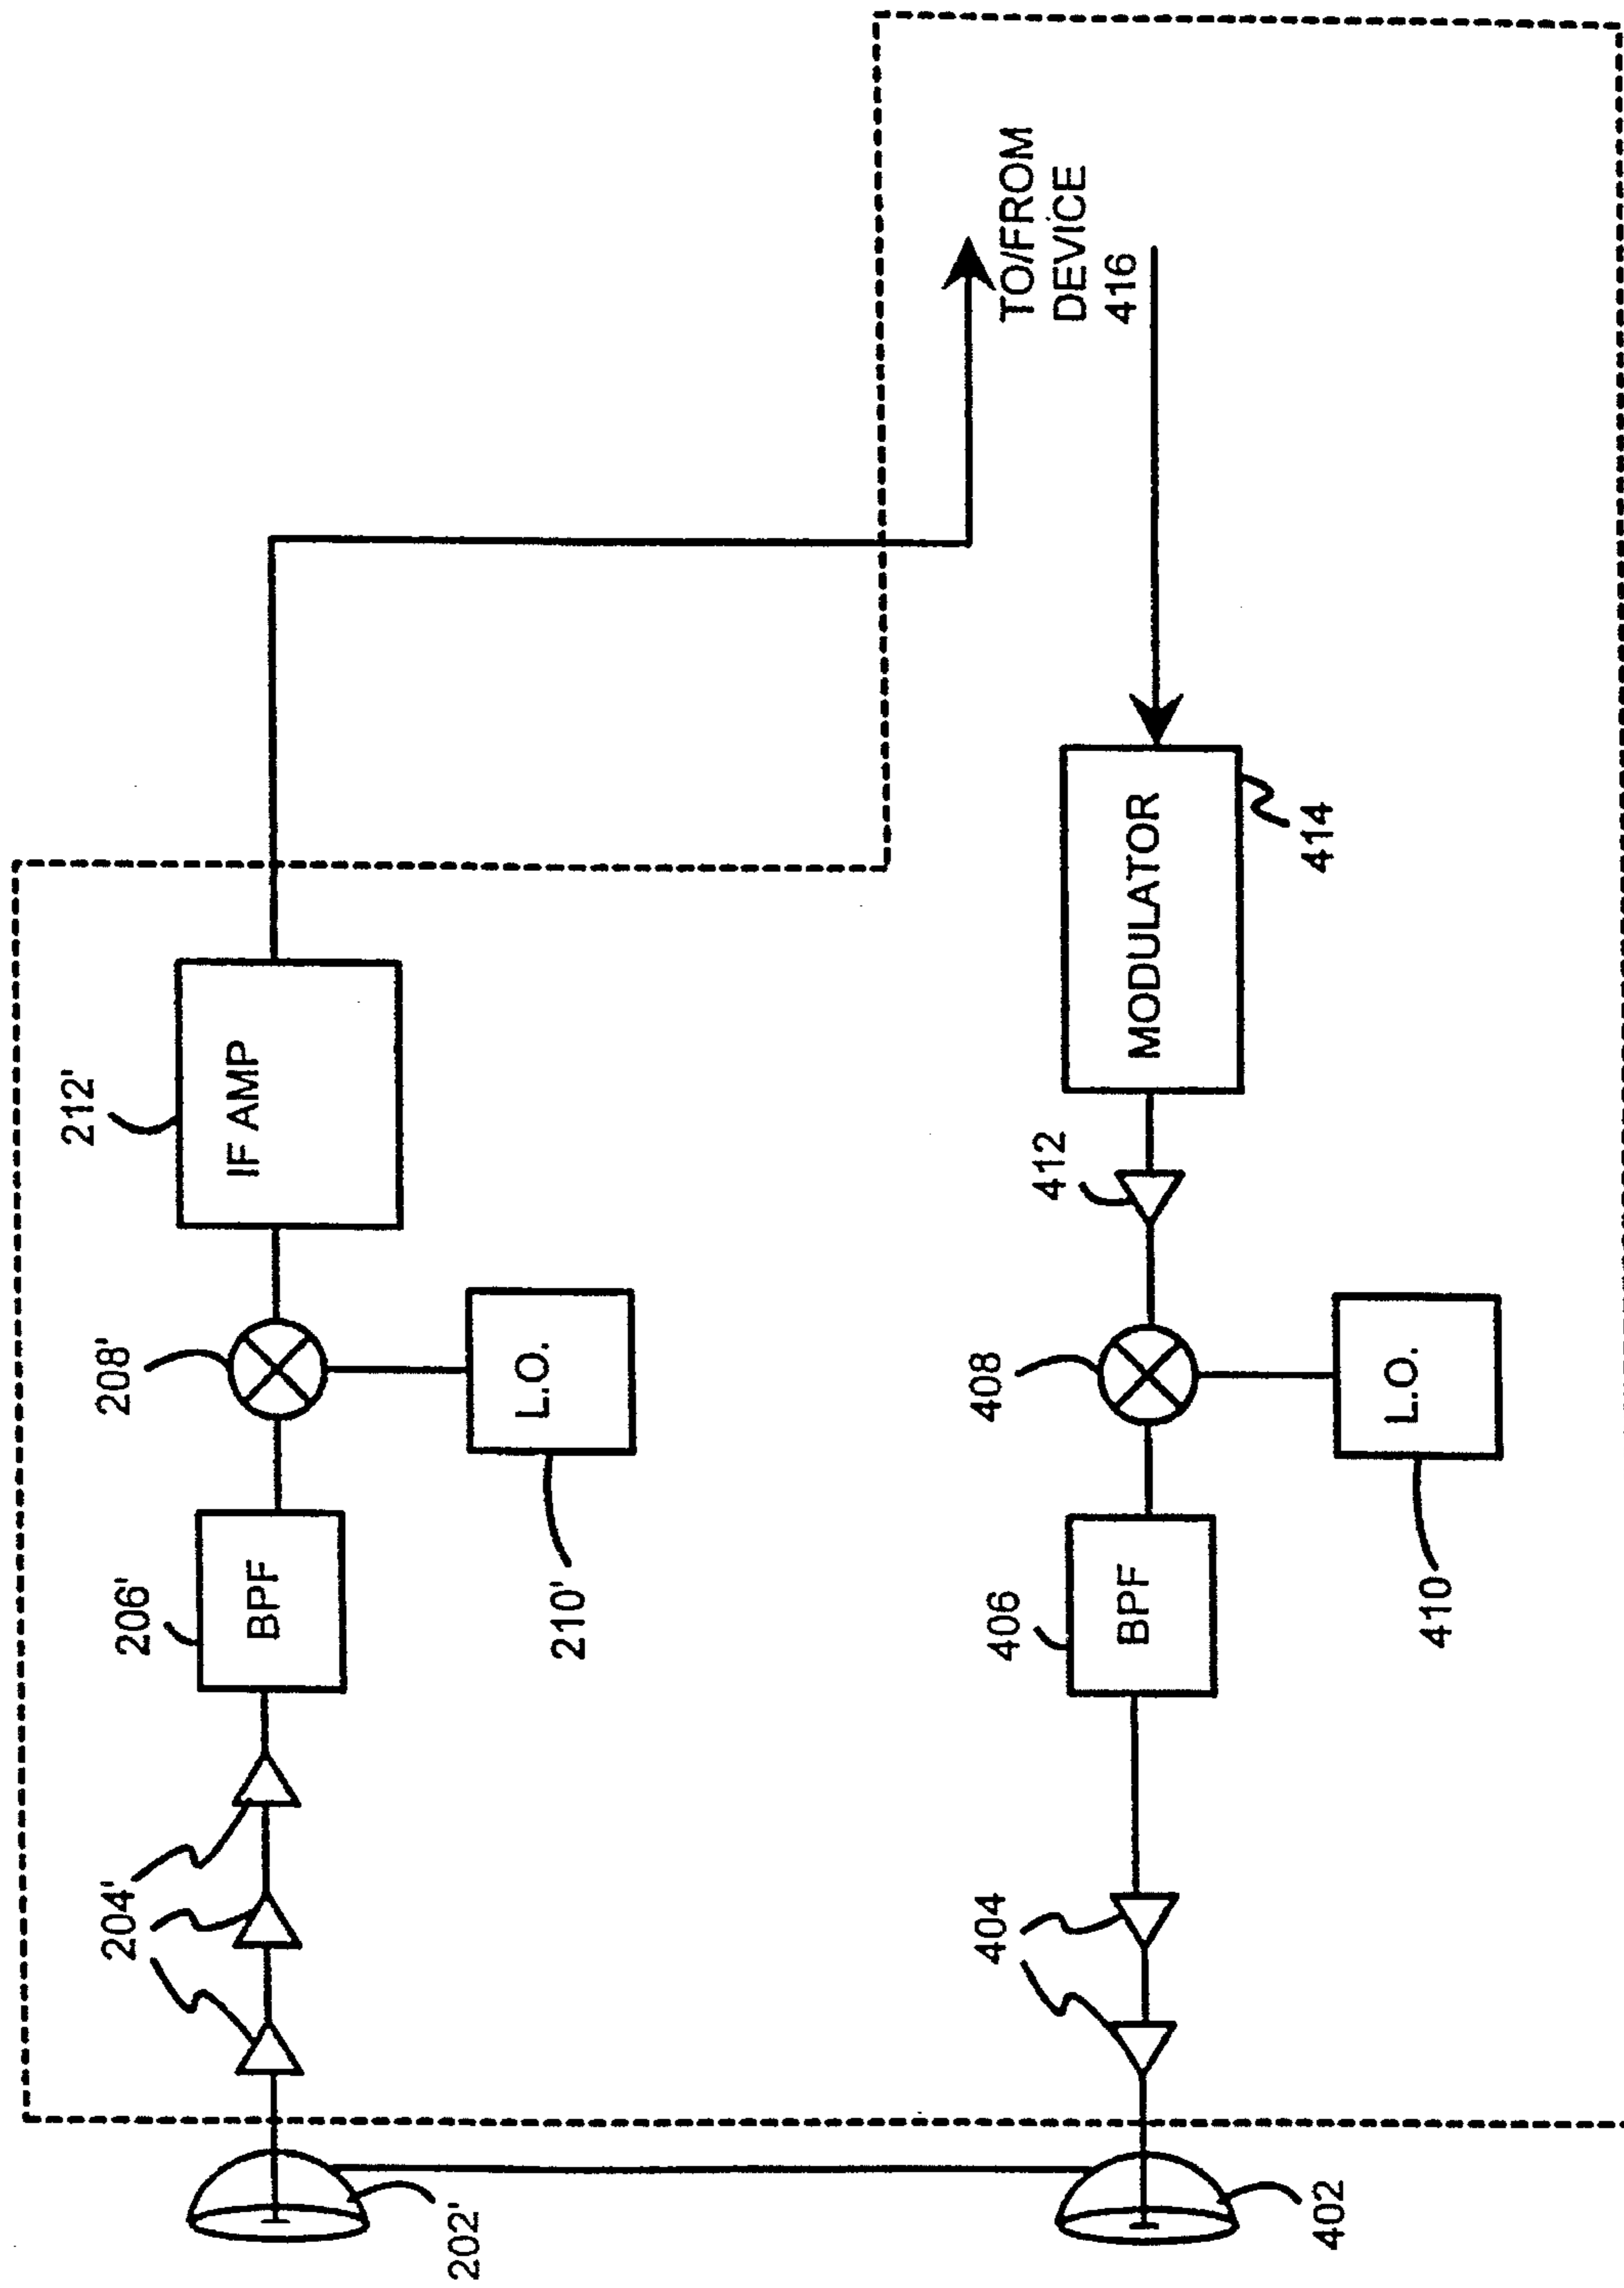 212'
IF AMP
208'
L.O.
206'
BPF
210'
204'
202'
TO/FROM
DEVICE
416
MODULATOR
414
412
408
L.O.
406
BPF
410
404
402